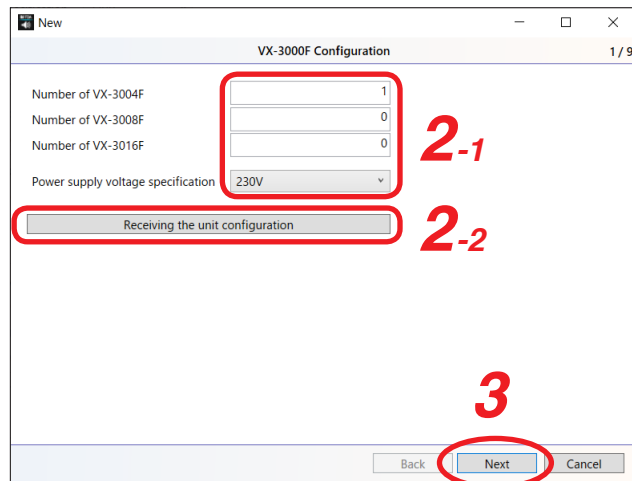 New
VX-3000F Configuration
1 / 9
Number of VX-3004F 1
Number of VX-3008F 0
Number of VX-3016F 0
2-1
Power supply voltage specification 230V
Receiving the unit configuration
2-2
3
Back Next Cancel